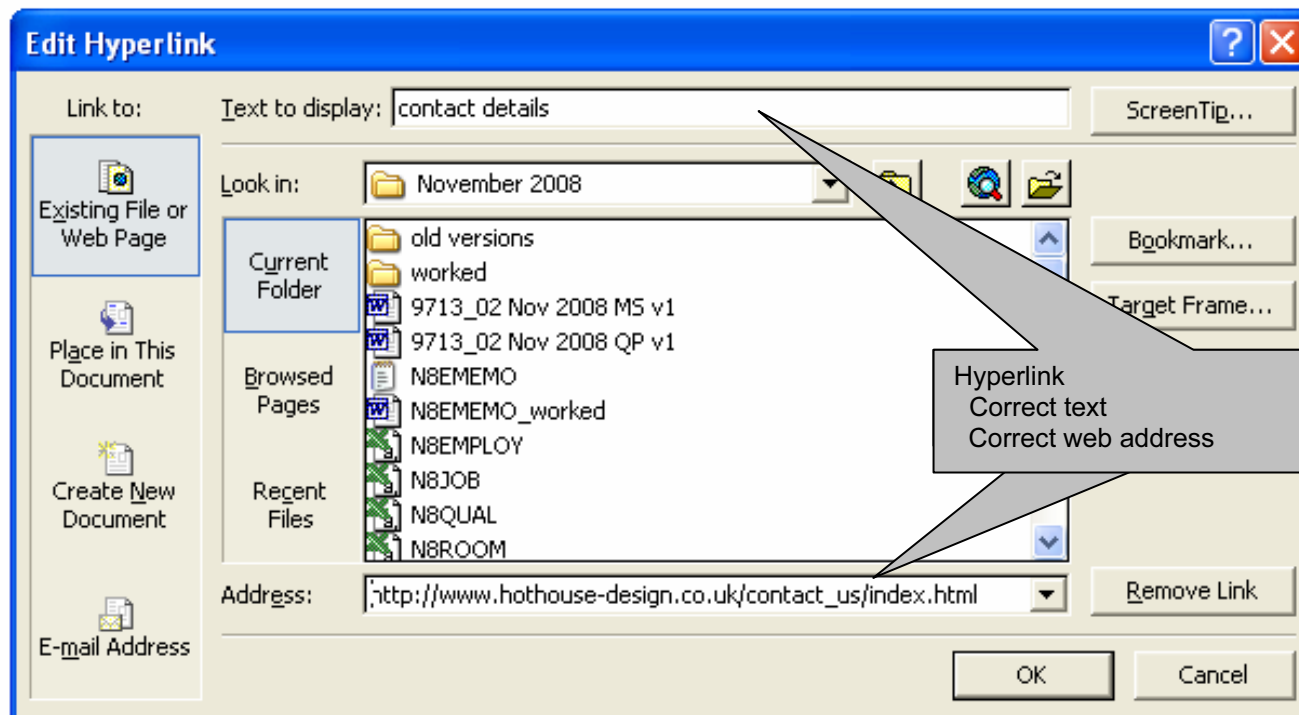 Edit Hyperlink
Link to:
Text to display: contact details
ScreenTip...
Existing File or
Web Page
Look in:
November 2008
Current
Folder
old versions
worked
9713_02 Nov 2008 MS v1
9713_02 Nov 2008 QP v1
N8EMEMO
N8EMEMO_worked
N8EMPLOY
N8JOB
N8QUAL
N8ROOM
Bookmark...
Target Frame...
Place in This
Document
Browsed
Pages
Hyperlink
Correct text
Correct web address
Create New
Document
Recent
Files
Address:
http://www.hothouse-design.co.uk/contact_us/index.html
Remove Link
E-mail Address
OK
Cancel